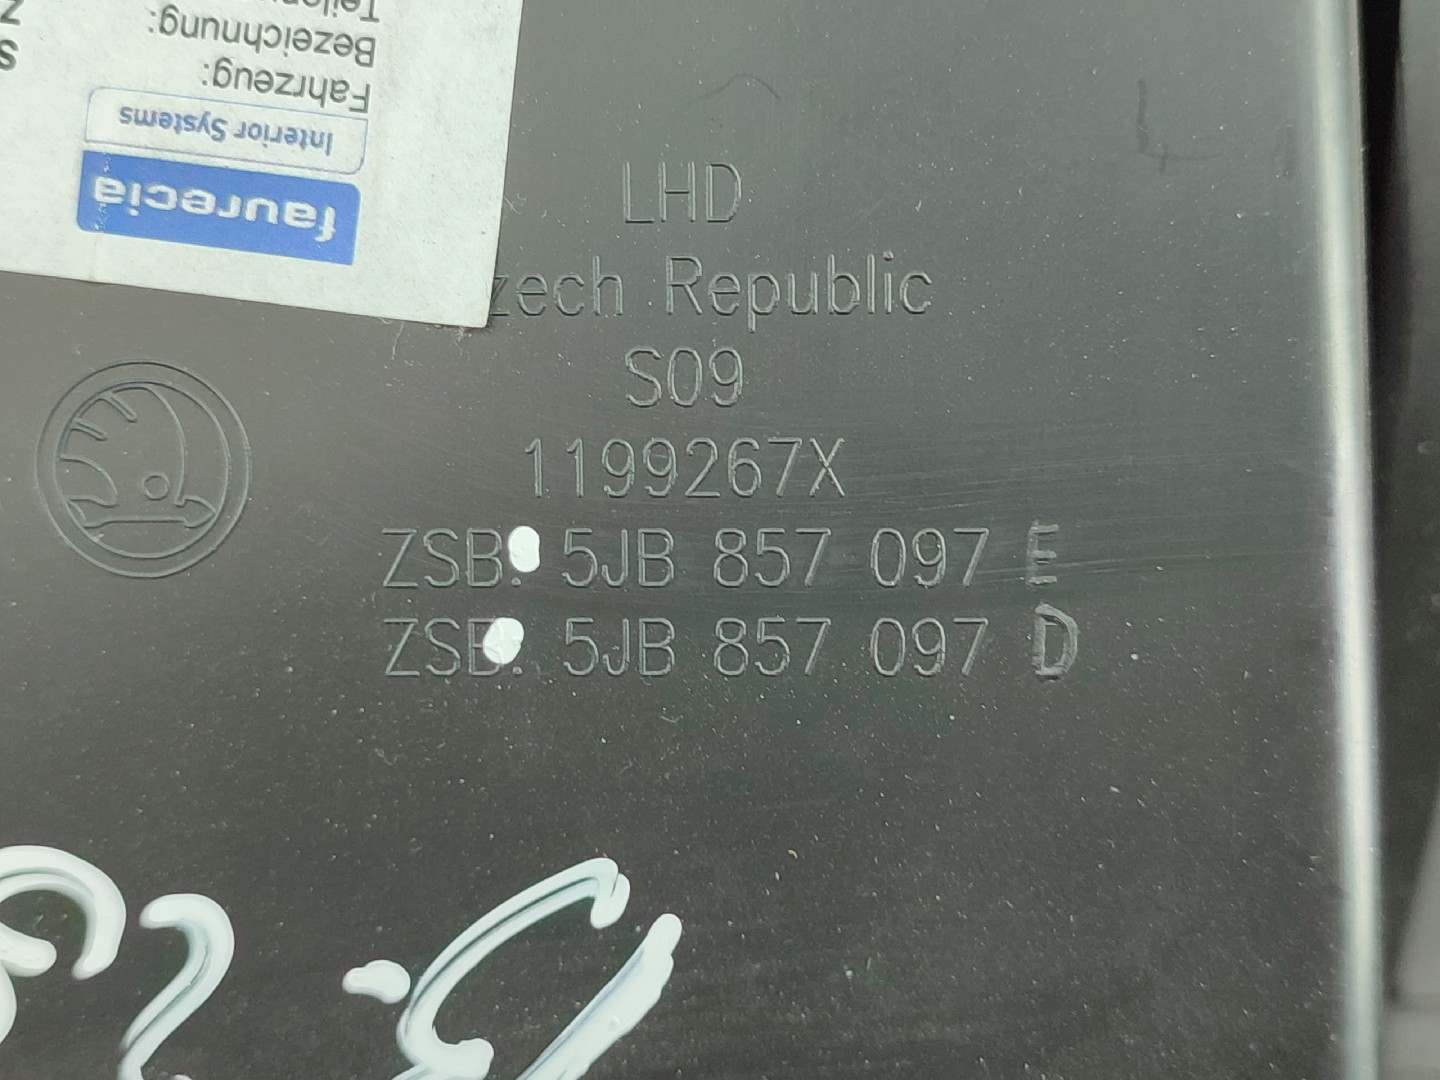 faurecia
Interior Systems
Fahrzeug:
Bezeichnung:
LHD
zech Republic
S09
1199267X
ZSB. 5JB 857 097 E
ZSB. 5JB 857 097 D